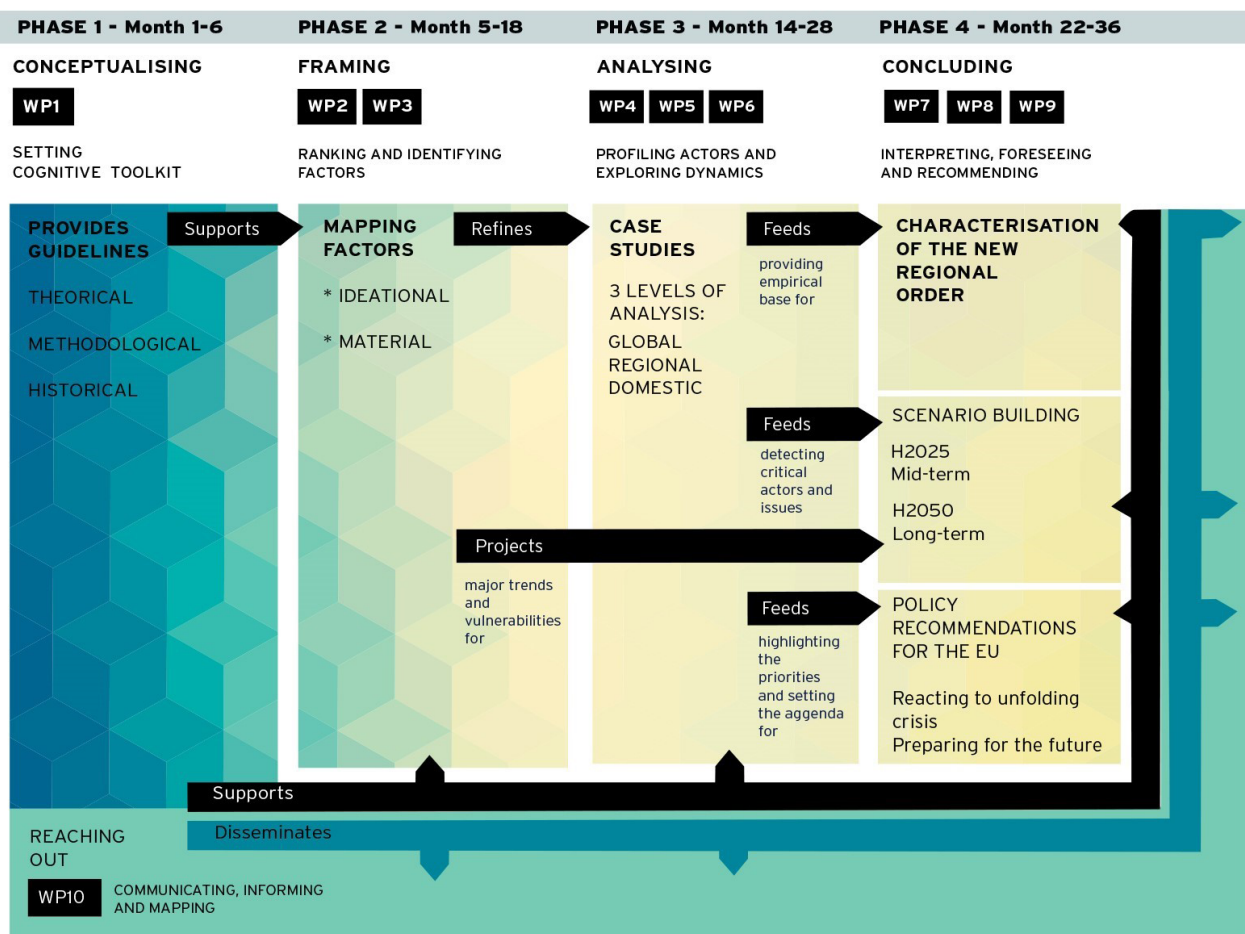 PHASE 1 - Month 1-6
PHASE 2 - Month 5-18
PHASE 3 - Month 14-28
PHASE 4 - Month 22-36
CONCEPTUALISING
WP1
SETTING
COGNITIVE TOOLKIT
FRAMING
WP2 WP3
RANKING AND IDENTIFYING
FACTORS
ANALYSING
WP4 WP5 WP6
PROFILING ACTORS AND
EXPLORING DYNAMICS
CONCLUDING
WP7 WP8 WP9
INTERPRETING, FORESEEING
AND RECOMMENDING
PROVIDES
GUIDELINES
THEORICAL
METHODOLOGICAL
HISTORICAL
Supports
MAPPING
FACTORS
* IDEATIONAL
* MATERIAL
Refines
CASE
STUDIES
3 LEVELS OF
ANALYSIS:
GLOBAL
REGIONAL
DOMESTIC
Feeds
providing
empirical
base for
CHARACTERISATION
OF THE NEW
REGIONAL
ORDER
Feeds
detecting
critical
actors and
issues
SCENARIO BUILDING
H2025
Mid-term
H2050
Long-term
Projects
major trends
and
vulnerabilities
for
Feeds
highlighting
the
priorities
and setting
the aggenda
for
POLICY
RECOMMENDATIONS
FOR THE EU
Reacting to unfolding
crisis
Preparing for the future
Supports
Disseminates
REACHING
OUT
WP10
COMMUNICATING, INFORMING
AND MAPPING